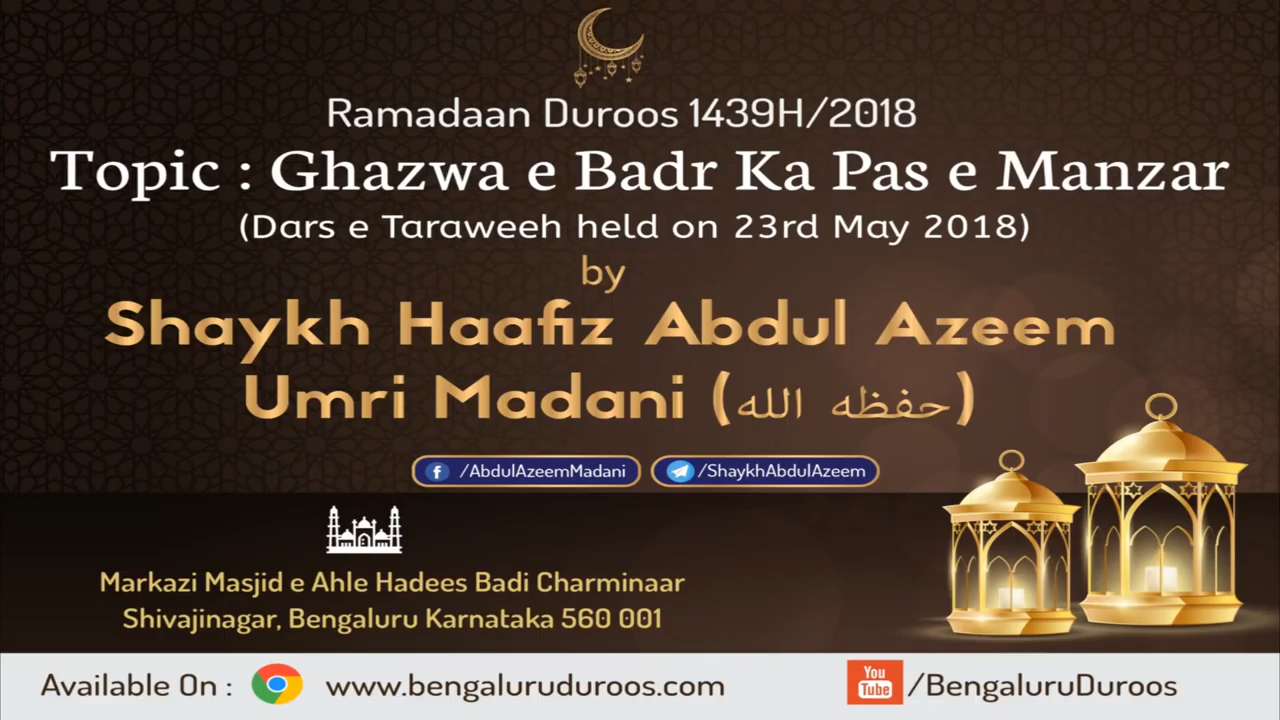 Ramadaan Duroos 1439H/2018
Topic : Ghazwa e Badr Ka Pas e Manzar
(Dars e Taraweeh held on 23rd May 2018)
by
Shaykh Haafiz Abdul Azeem
Umri Madani (حفظه الله)
/AbdulAzeemMadani /ShaykhAbdulAzeem
Markazi Masjid e Ahle Hadees Badi Charminaar
Shivajinagar, Bengaluru Karnataka 560 001
Available On : www.bengaluruduroos.com You Tube /BengaluruDuroos